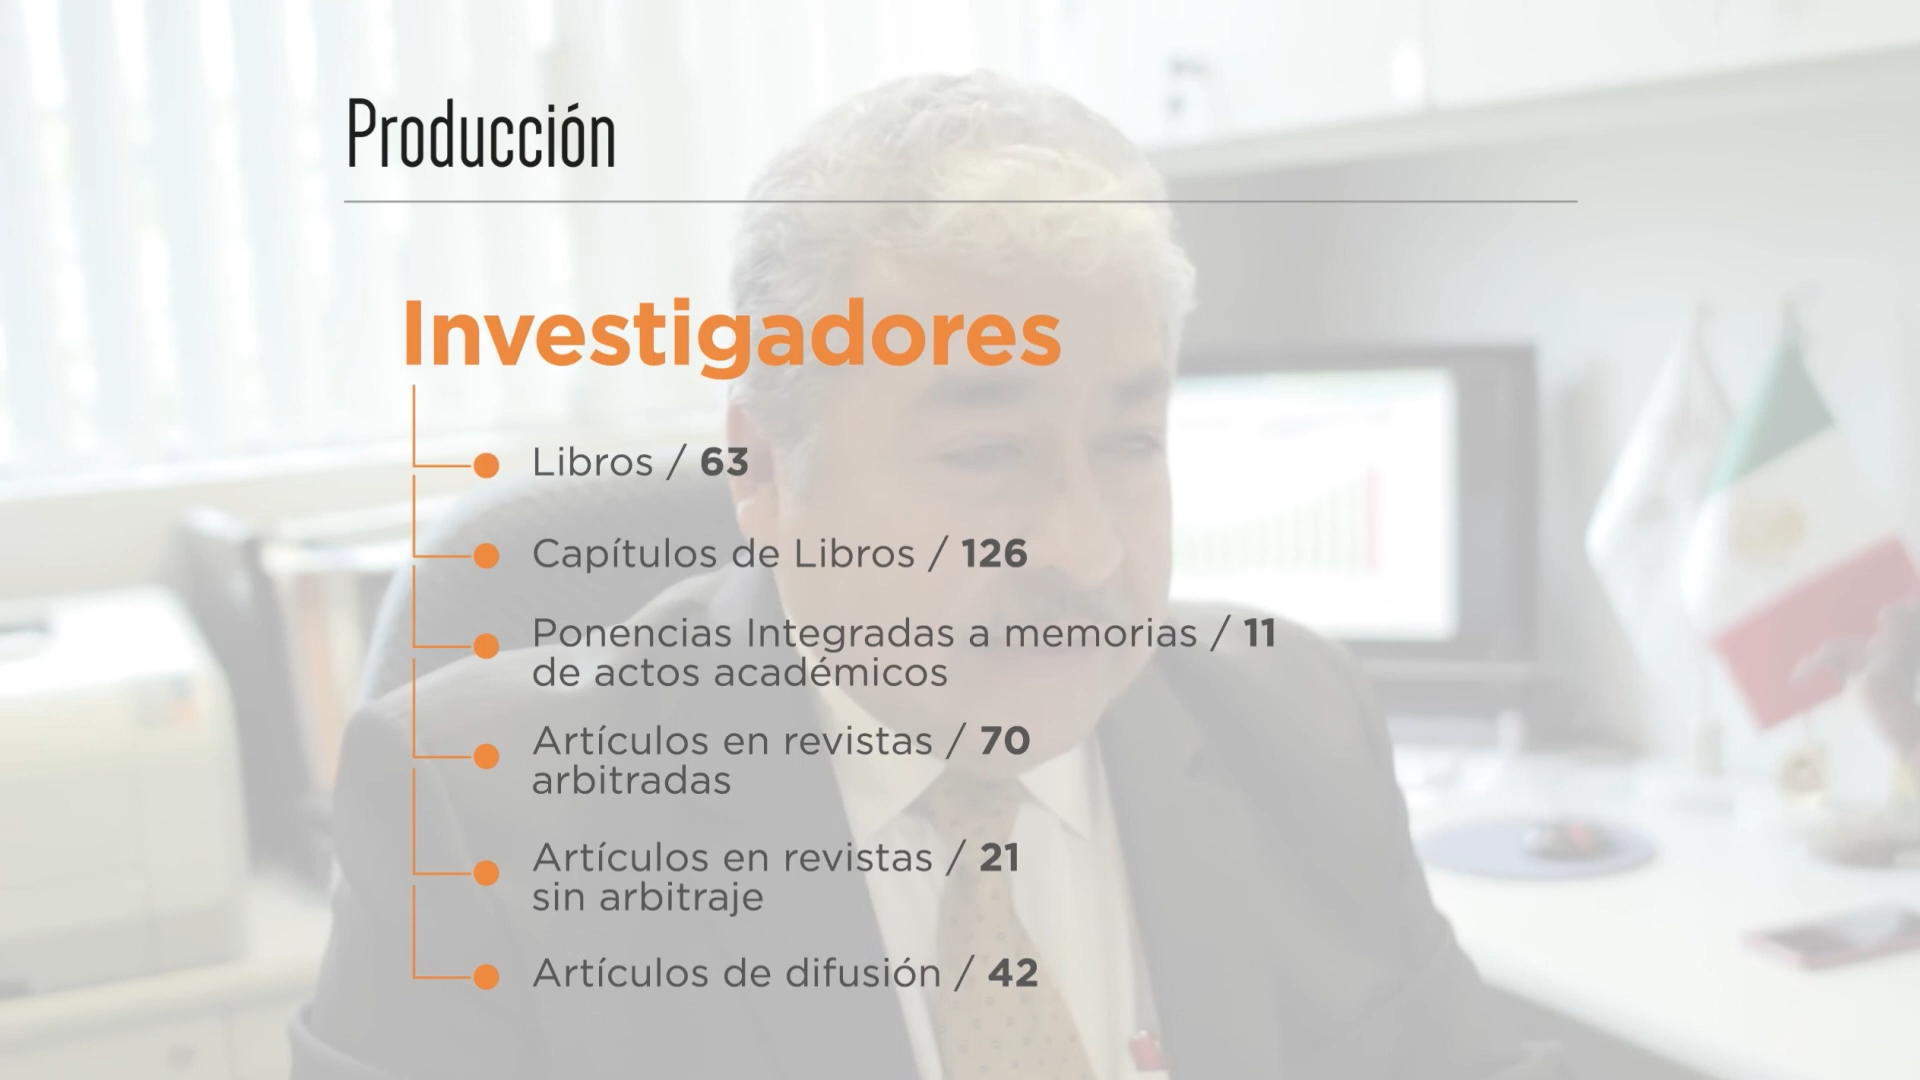 Producción
Investigadores
Libros / 63
Capítulos de Libros / 126
Ponencias Integradas a memorias / 11
de actos académicos
Artículos en revistas / 70
arbitradas
Artículos en revistas / 21
sin arbitraje
Artículos de difusión / 42